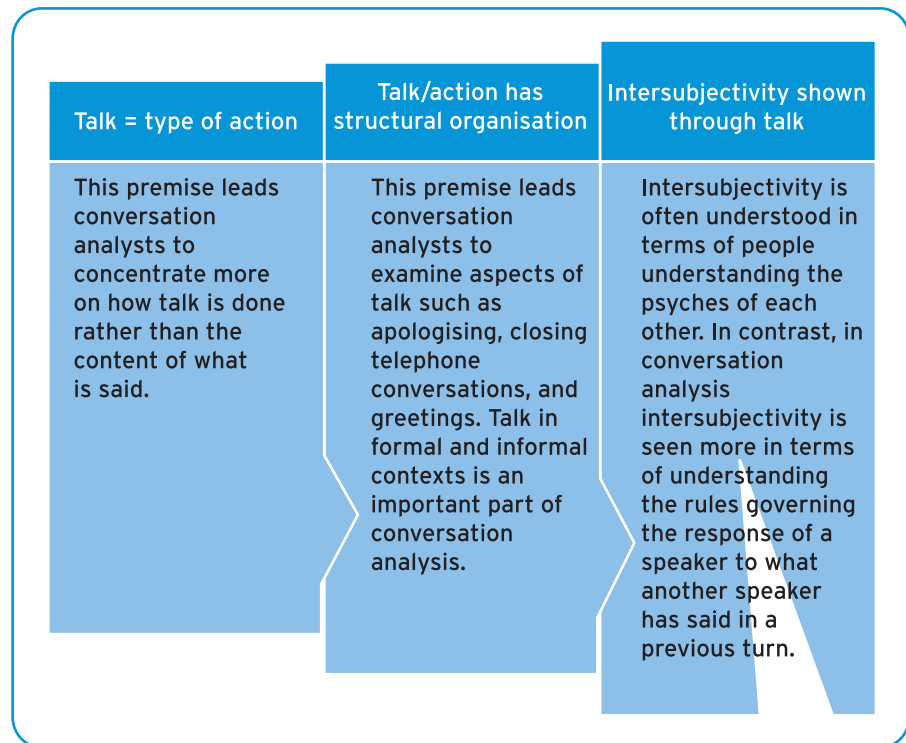 Talk = type of action
This premise leads
conversation
analysts to
concentrate more
on how talk is done
rather than the
content of what
is said.
Talk/action has
structural organisation
This premise leads
conversation
analysts to
examine aspects of
talk such as
apologising, closing
telephone
conversations, and
greetings. Talk in
formal and informal
contexts is an
important part of
conversation
analysis.
Intersubjectivity shown
through talk
Intersubjectivity is
often understood in
terms of people
understanding the
psyches of each
other. In contrast, in
conversation
analysis
intersubjectivity is
seen more in terms
of understanding
the rules governing
the response of a
speaker to what
another speaker
has said in a
previous turn.